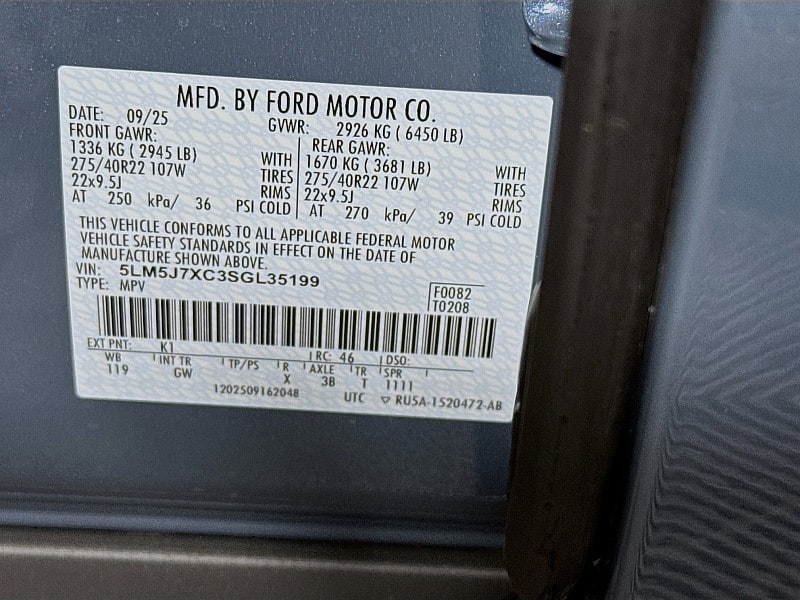 MFD. BY FORD MOTOR CO.
DATE: 09/25 GVWR: 2926 KG ( 6450 LB)
FRONT GAWR: REAR GAWR:
1336 KG ( 2945 LB) WITH 1670 KG ( 3681 LB) WITH
275/40R22 107W TIRES 275/40R22 107W TIRES
22x9.5J RIMS 22x9.5J RIMS
AT 250 kPa/ 36 PSI COLD AT 270 kPa/ 39 PSI COLD
THIS VEHICLE CONFORMS TO ALL APPLICABLE FEDERAL MOTOR
VEHICLE SAFETY STANDARDS IN EFFECT ON THE DATE OF
MANUFACTURE SHOWN ABOVE.
VIN: 5LM5J7XC3SGL35199
TYPE: MPV
F0082
T0208
EXT PNT: K1 RC: 46 DSO:
WB INT TR TP/PS R AXLE TR SPR
119 GW X 38 T 1111
1202509162048 UTC ▽ RU5A-1520472-AB